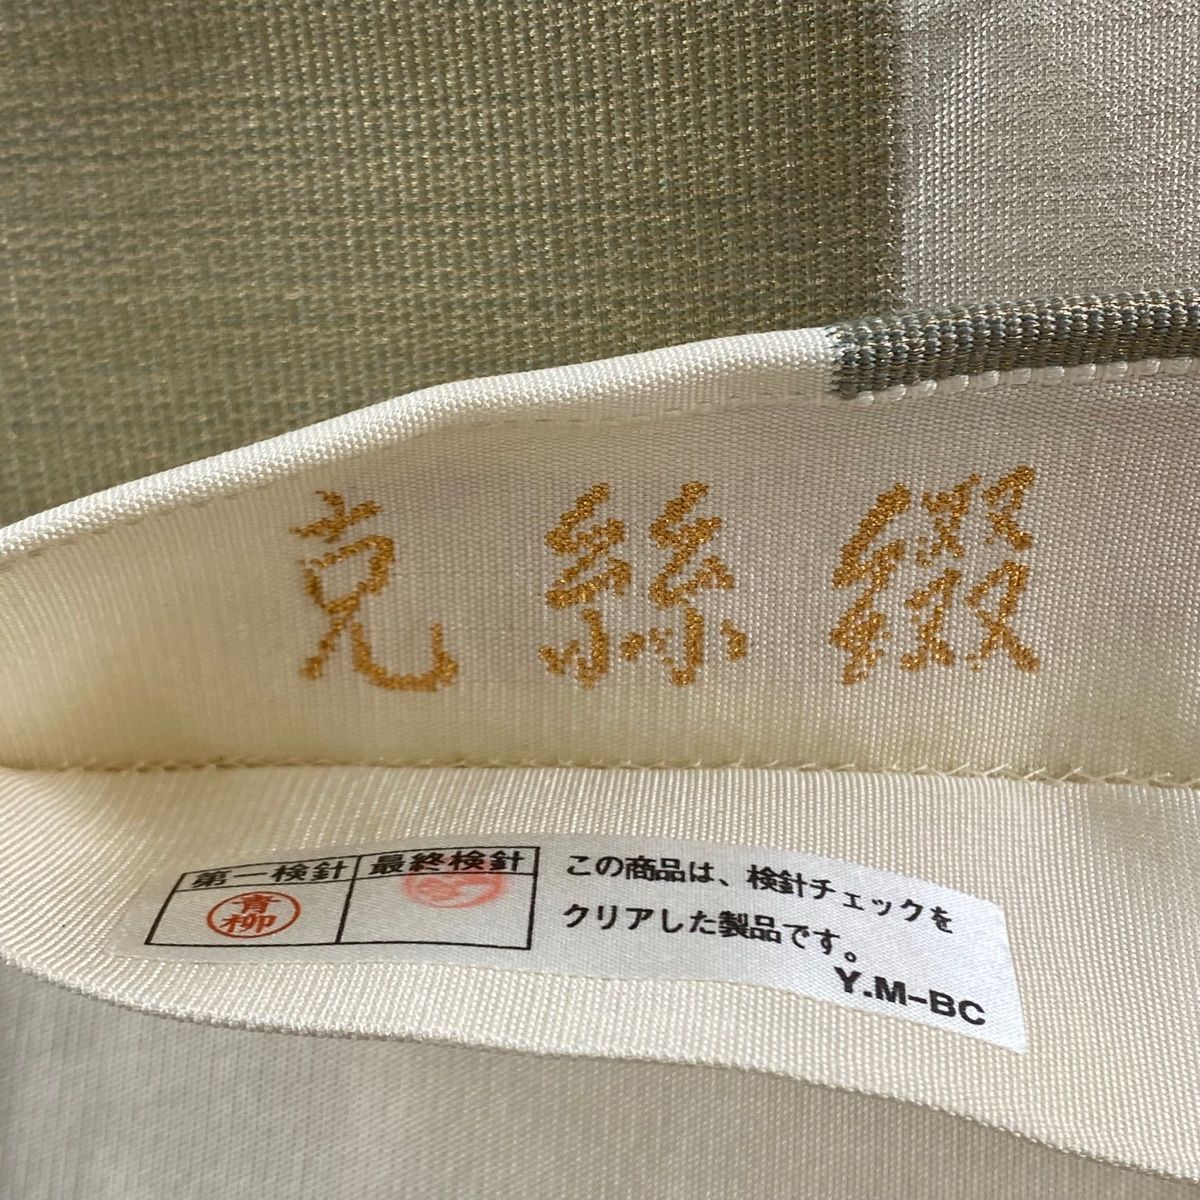 克絲綴
第一検針 最終検針
青柳
この商品は、検針チェックを
クリアした製品です。
Y.M-BC